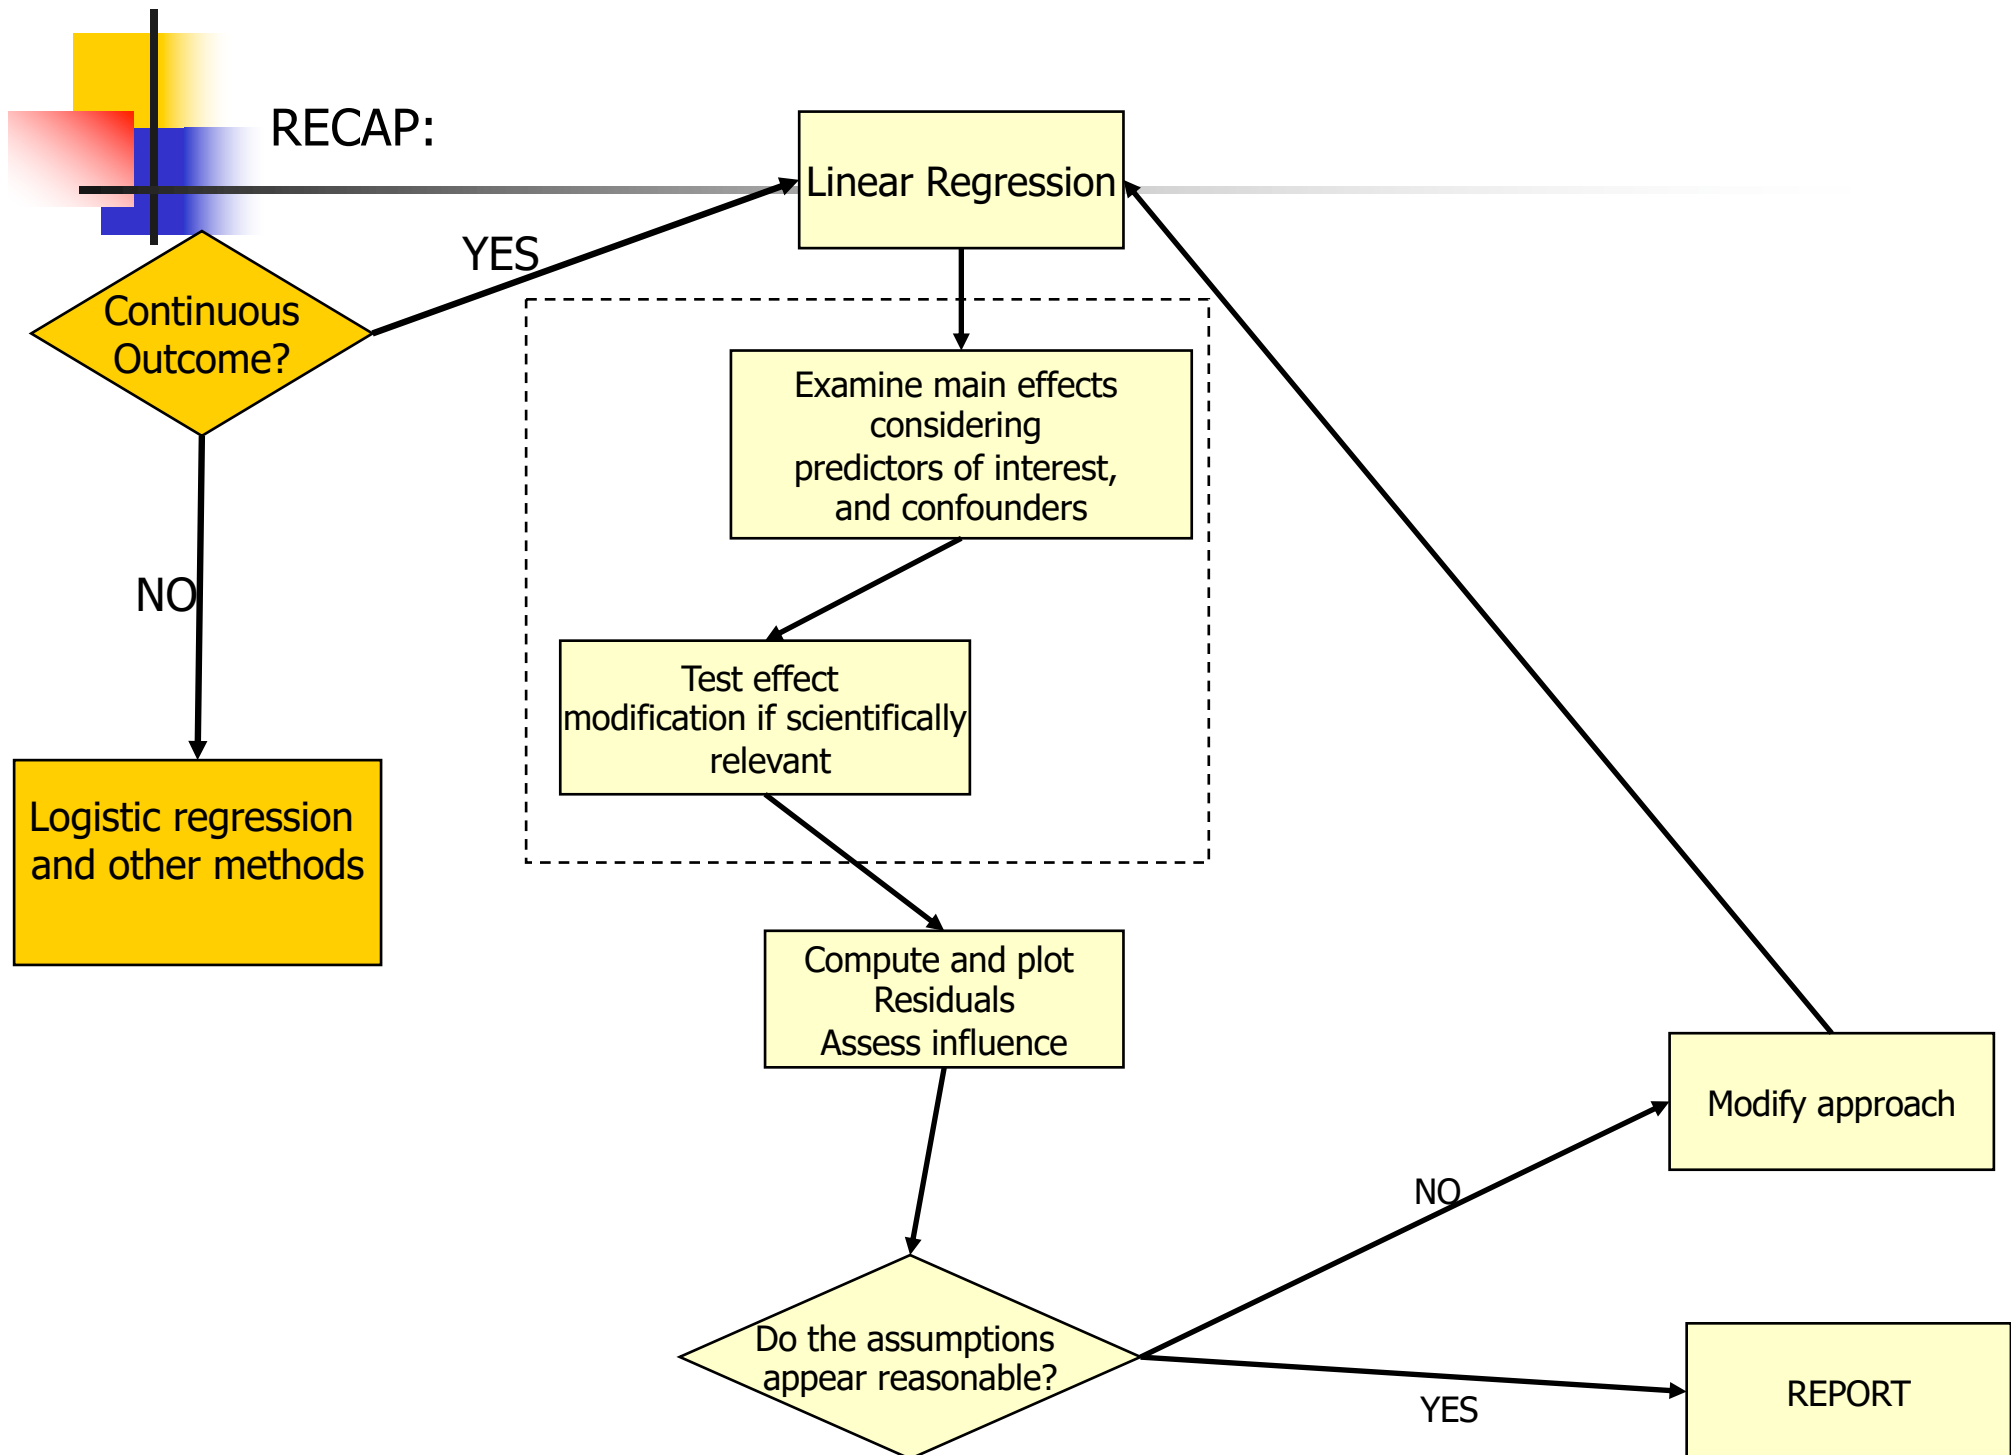 RECAP:
Linear Regression
YES
Continuous
Outcome?
Examine main effects
considering
predictors of interest,
and confounders
NO
Test effect
modification if scientifically
relevant
Logistic regression
and other methods
Compute and plot
Residuals
Assess influence
Modify approach
NO
Do the assumptions
appear reasonable?
YES
REPORT